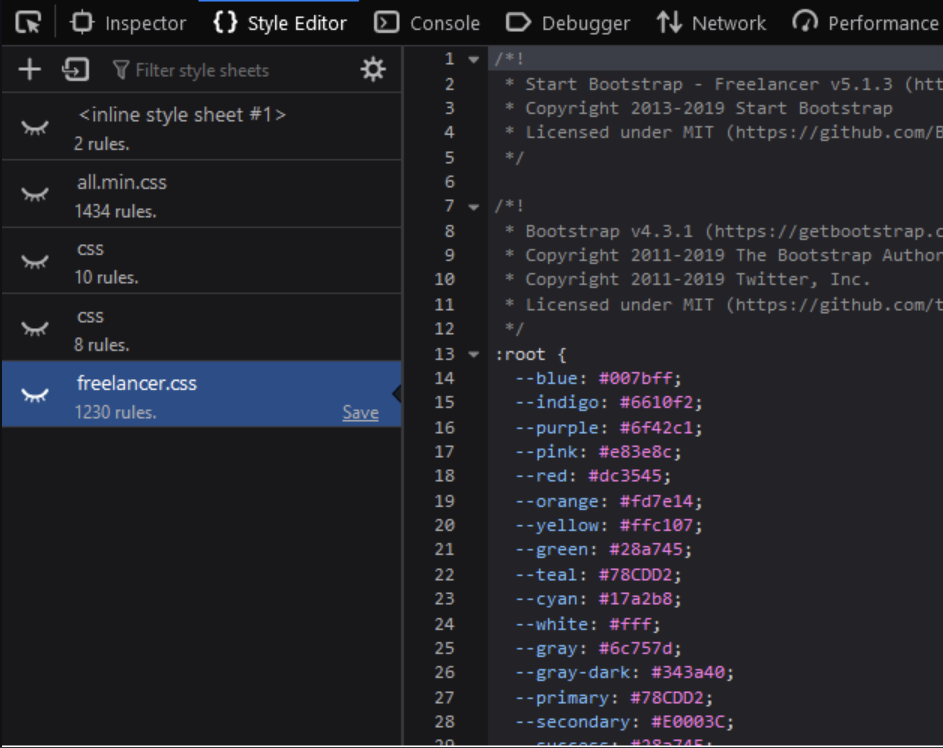 Inspector
{} Style Editor
Console
Debugger
Network
Performance
Filter style sheets
<inline style sheet #1>
2 rules.
all.min.css
1434 rules.
css
10 rules.
css
8 rules.
freelancer.css
1230 rules.
Save
1 /*!
2 * Start Bootstrap - Freelancer v5.1.3 (htt
3 * Copyright 2013-2019 Start Bootstrap
4 * Licensed under MIT (https://github.com/B
5 */
6
7 /*!
8 * Bootstrap v4.3.1 (https://getbootstrap.c
9 * Copyright 2011-2019 The Bootstrap Author
10 * Copyright 2011-2019 Twitter, Inc.
11 * Licensed under MIT (https://github.com/t
12 */
13 :root {
14 --blue: #007bff;
15 --indigo: #6610f2;
16 --purple: #6f42c1;
17 --pink: #e83e8c;
18 --red: #dc3545;
19 --orange: #fd7e14;
20 --yellow: #ffc107;
21 --green: #28a745;
22 --teal: #78CDD2;
23 --cyan: #17a2b8;
24 --white: #fff;
25 --gray: #6c757d;
26 --gray-dark: #343a40;
27 --primary: #78CDD2;
28 --secondary: #E0003C;
29 --success: #28a745;